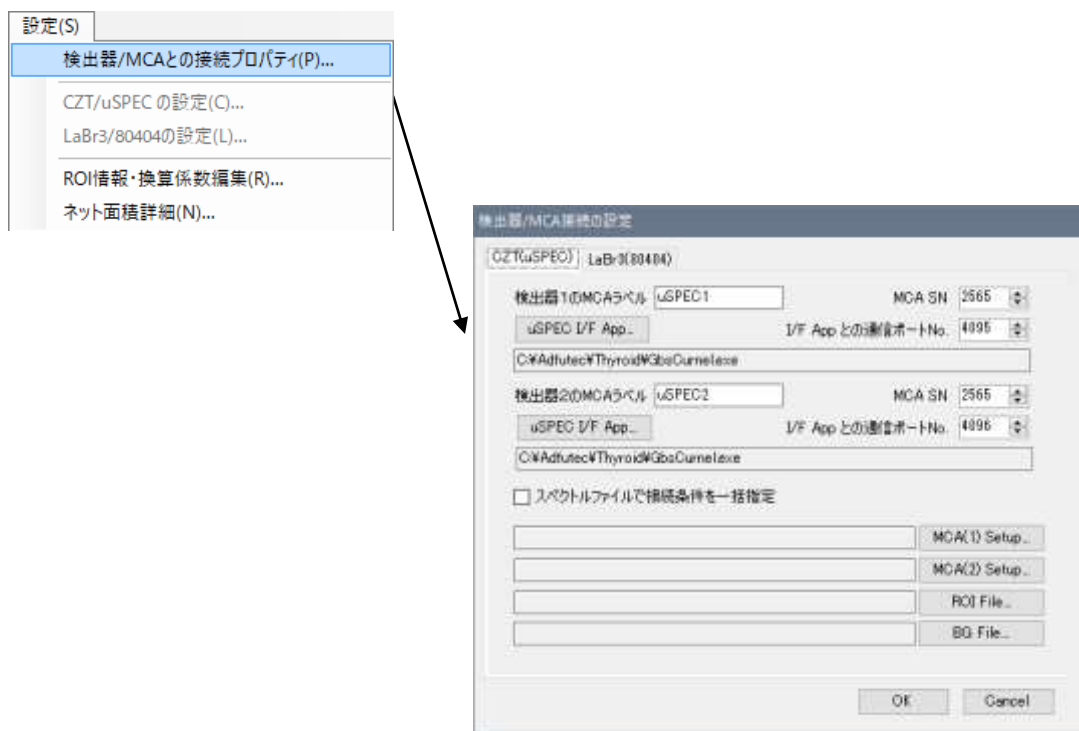 設定(S)
検出器/MCAとの接続プロパティ(P)...
CZT/uSPEC の設定(C)...
LaBr3/80404の設定(L)...
ROI情報・換算係数編集(R)...
ネット面積詳細(N)...
検出器/MCA接続の設定
CZT(uSPEC) LaBr3(80404)
検出器1のMCAラベル uSPEC1 MCA SN 2565
uSPEC I/F App... I/F App との通信ポートNo. 4095
C:¥Adfutec¥Thyroid¥GbsCurnel.exe
検出器2のMCAラベル uSPEC2 MCA SN 2565
uSPEC I/F App... I/F App との通信ポートNo. 4096
C:¥Adfutec¥Thyroid¥GbsCurnel.exe
スペクトルファイルで接続条件を一括指定
MCA(1) Setup...
MCA(2) Setup...
ROI File...
BG File...
OK Cancel